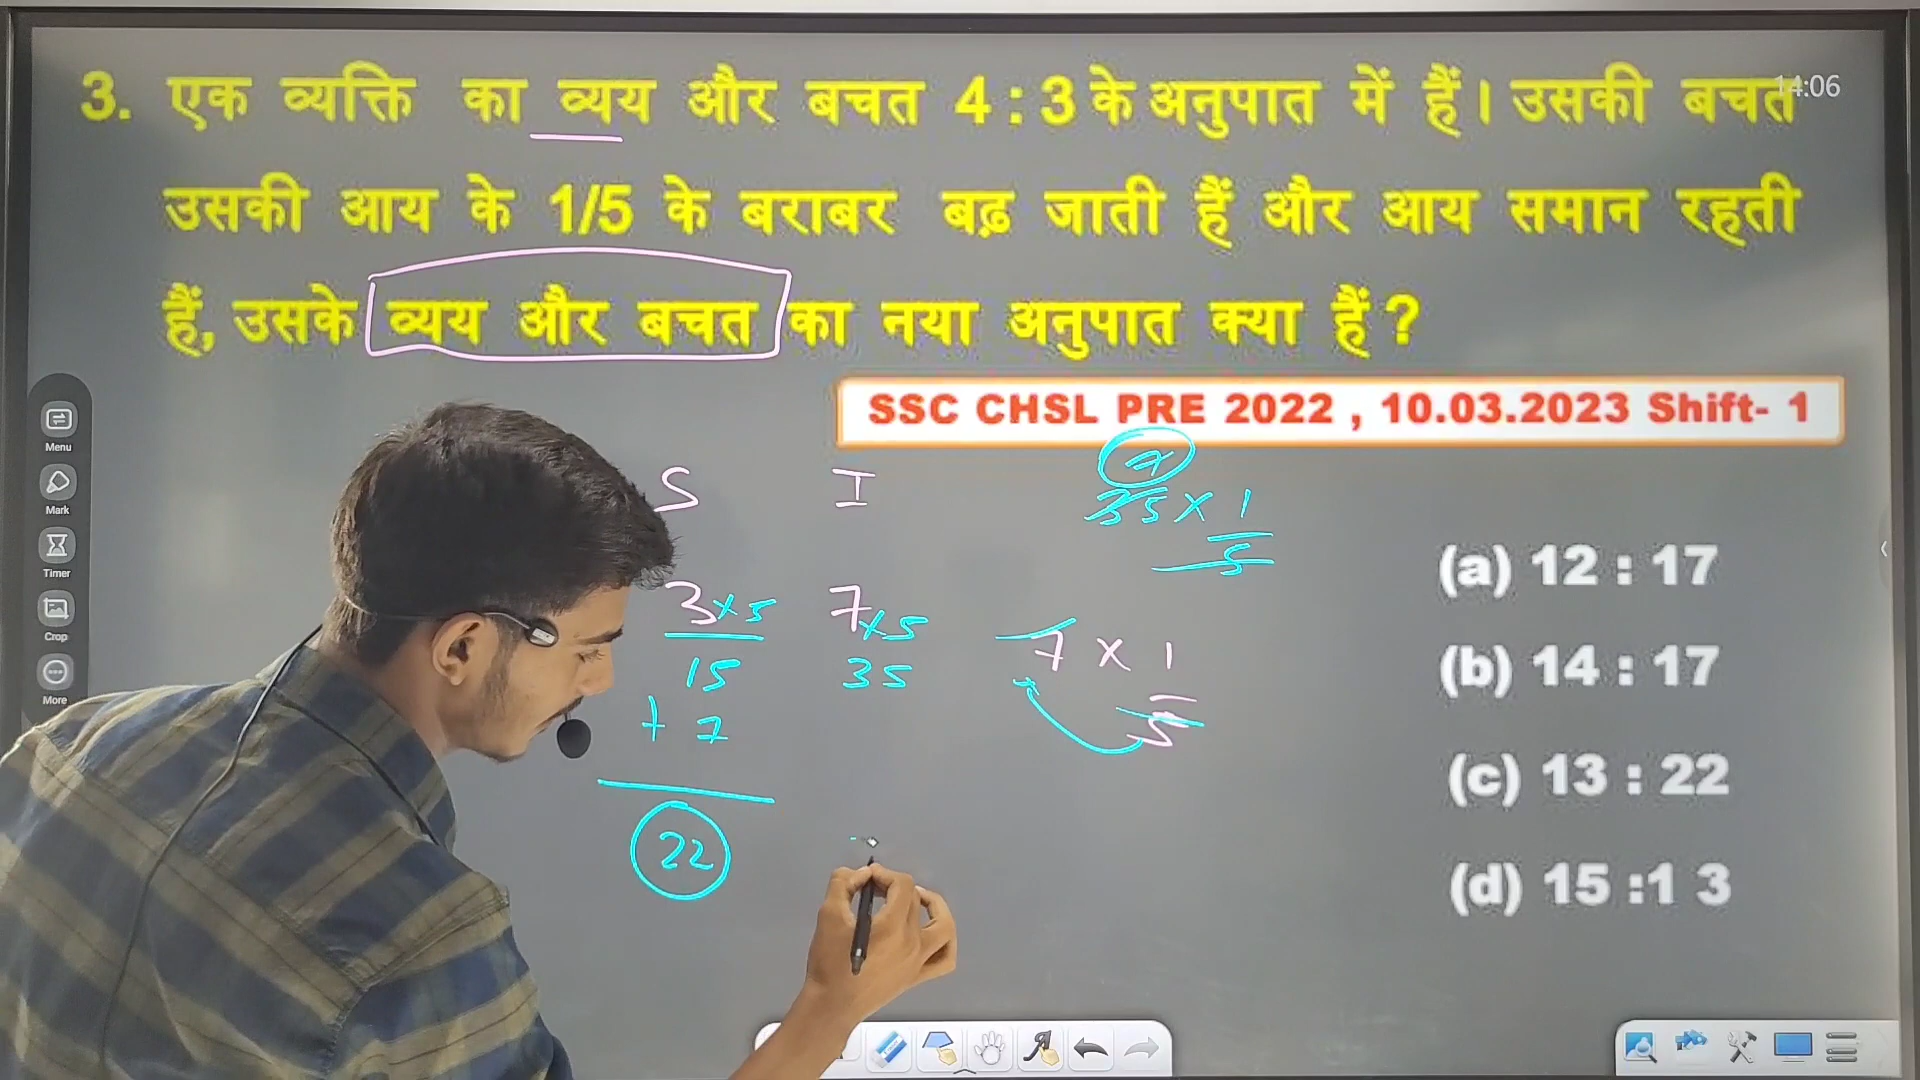 3. एक व्यक्ति का व्यय और बचत 4 : 3 के अनुपात में हैं। उसकी बचत
14:06
उसकी आय के 1/5 के बराबर बढ़ जाती हैं और आय समान रहती
हैं, उसके व्यय और बचत का नया अनुपात क्या हैं ?
SSC CHSL PRE 2022 , 10.03.2023 Shift- 1
S I
7
35 × 1/5
3×5 7×5
15 35
+ 7
22
7 × 1/5
(a) 12 : 17
(b) 14 : 17
(c) 13 : 22
(d) 15 :1 3
Menu
Mark
Timer
Crop
More